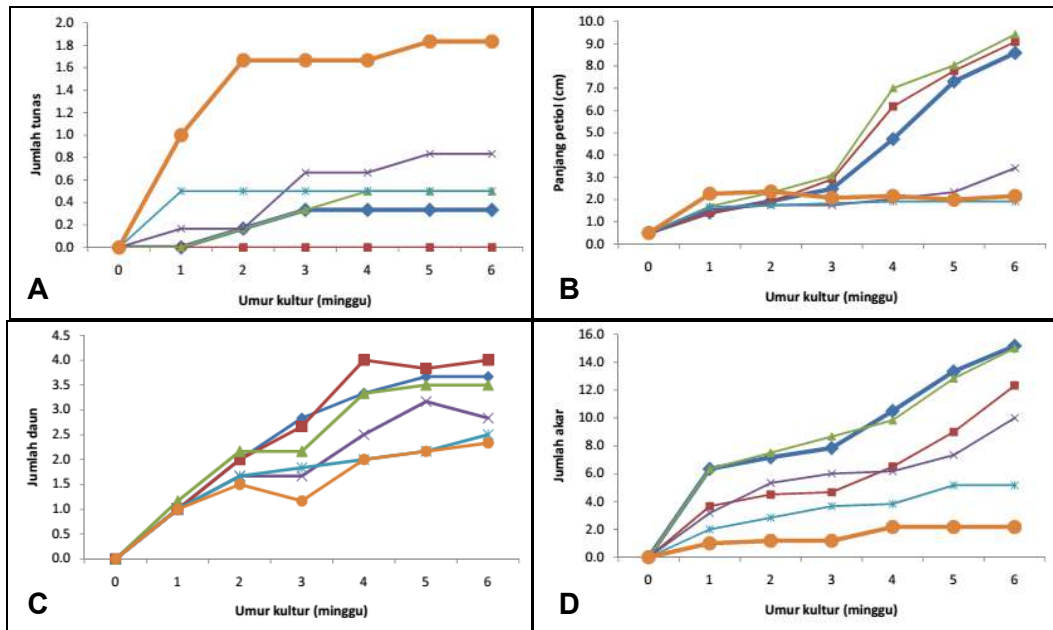 2.0
1.8
1.6
1.4
1.2
1.0
0.8
0.6
0.4
0.2
0.0
Jumlah tunas
0 1 2 3 4 5 6
Umur kultur (minggu)
A
10.0
9.0
8.0
7.0
6.0
5.0
4.0
3.0
2.0
1.0
0.0
Panjang petiol (cm)
0 1 2 3 4 5 6
Umur kultur (minggu)
B
4.5
4.0
3.5
3.0
2.5
2.0
1.5
1.0
0.5
0.0
Jumlah daun
0 1 2 3 4 5 6
Umur kultur (minggu)
C
16.0
14.0
12.0
10.0
8.0
6.0
4.0
2.0
0.0
Jumlah akar
0 1 2 3 4 5 6
Umur kultur (minggu)
D